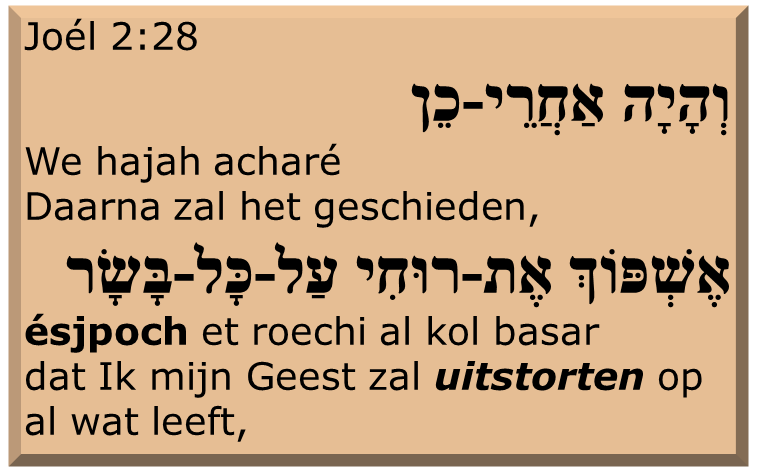 Joél 2:28
וְהָיָה אַחֲרֵי-כֵן
We hajah acharé
Daarna zal het geschieden,
אֶשְׁפּוֹךְ אֶת-רוּחִי עַל-כָּל-בָּשָׂר
ésjpoch et roechi al kol basar
dat Ik mijn Geest zal uitstorten op
al wat leeft,